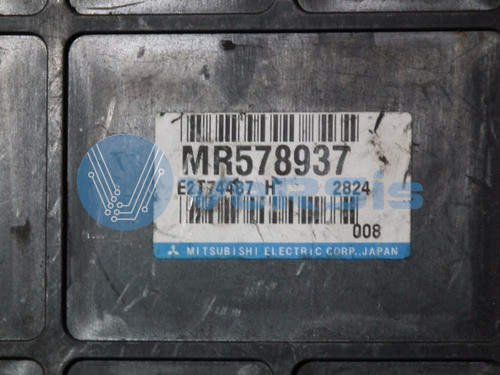 MR578937
E2T74487 H 2824
008
MITSUBISHI ELECTRIC CORP., JAPAN